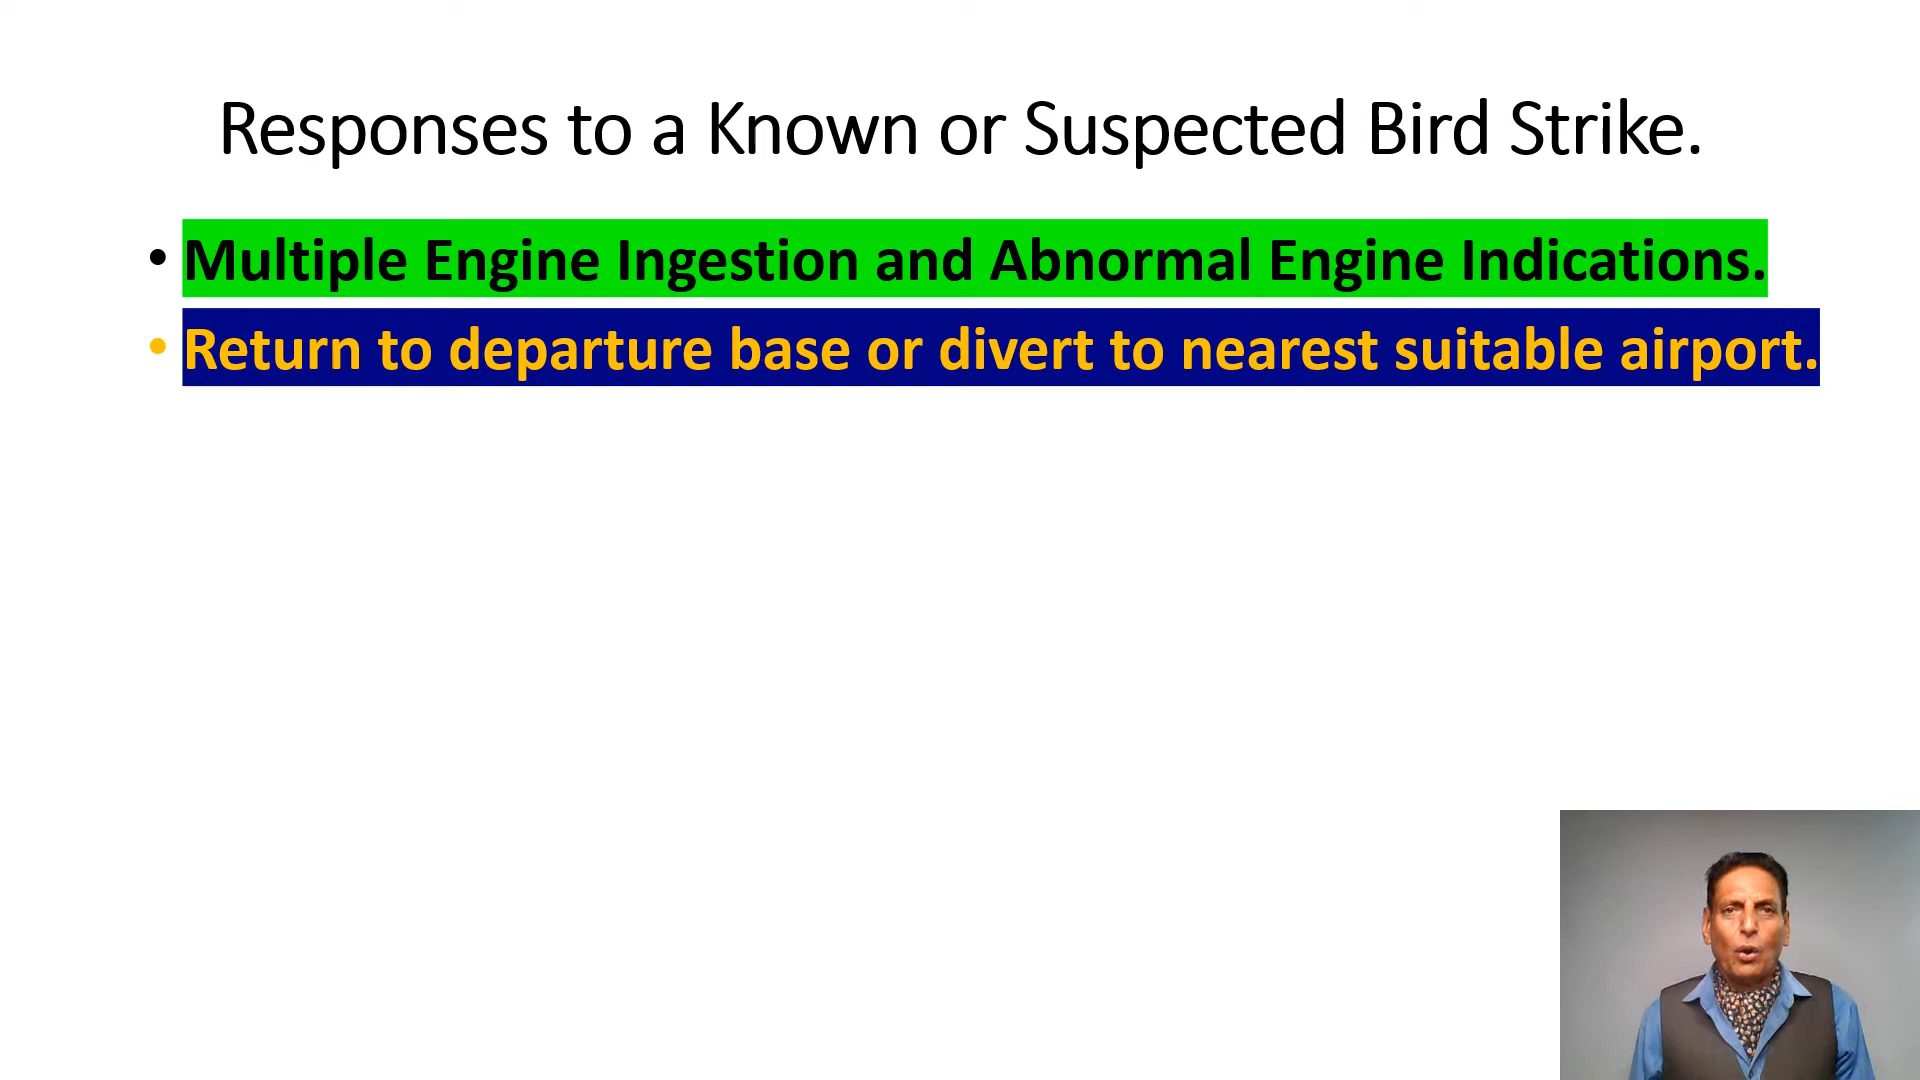 Responses to a Known or Suspected Bird Strike.
• Multiple Engine Ingestion and Abnormal Engine Indications.
• Return to departure base or divert to nearest suitable airport.